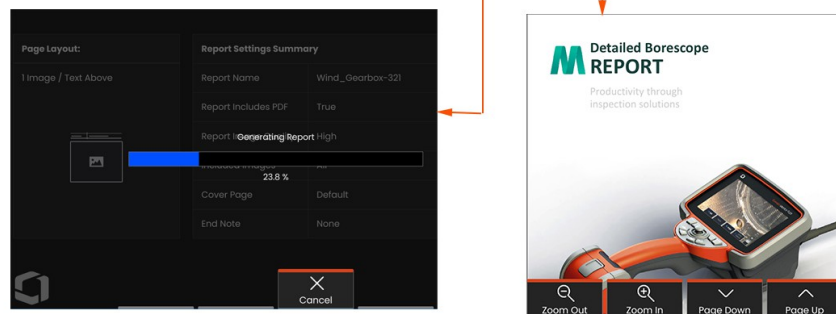 Page Layout:
1 Image / Text Above
Report Settings Summary
Report Name Wind_Gearbox-321
Report Includes PDF True
Report High
Generating Report
23.8 %
Cover Page Default
End Note None
Cancel
Detailed Borescope
REPORT
Productivity through
inspection solutions
Zoom Out Zoom In Page Down Page Up